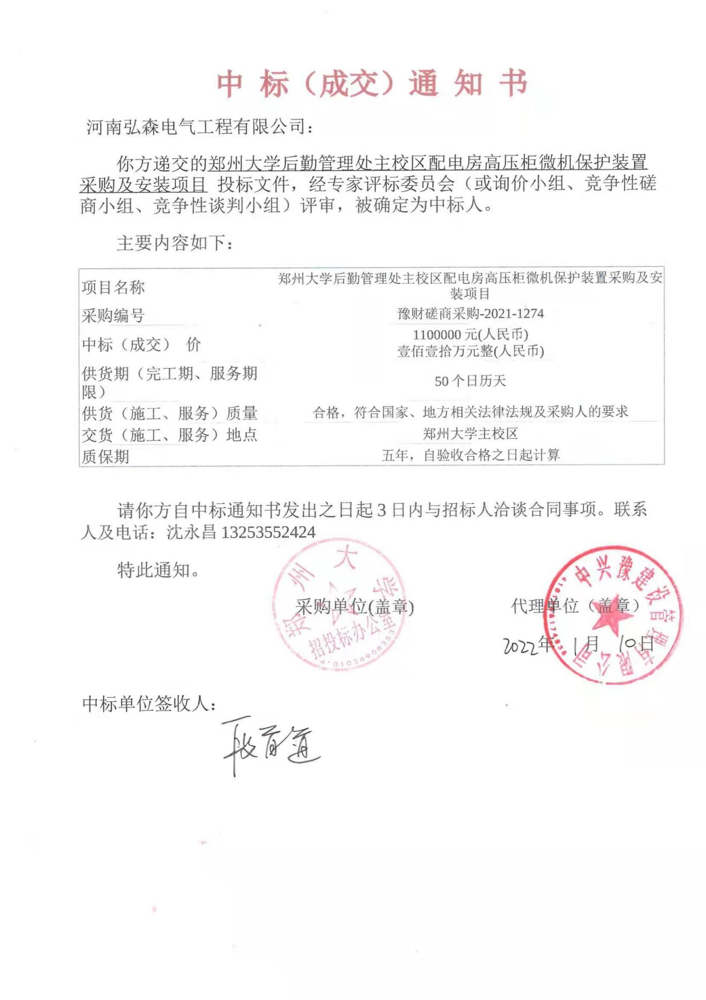 中 标（成交）通 知 书
河南弘森电气工程有限公司：
你方递交的郑州大学后勤管理处主校区配电房高压柜微机保护装置
采购及安装项目 投标文件，经专家评标委员会（或询价小组、竞争性磋
商小组、竞争性谈判小组）评审，被确定为中标人。
主要内容如下：
项目名称
郑州大学后勤管理处主校区配电房高压柜微机保护装置采购及安
装项目
采购编号
豫财磋商采购-2021-1274
中标（成交） 价
1100000 元(人民币)
壹佰壹拾万元整(人民币)
供货期（完工期、服务期
限）
50 个日历天
供货（施工、服务）质量
合格，符合国家、地方相关法律法规及采购人的要求
交货（施工、服务）地点
郑州大学主校区
质保期
五年，自验收合格之日起计算
请你方自中标通知书发出之日起 3 日内与招标人洽谈合同事项。联系
人及电话：沈永昌 13253552424
特此通知。
采购单位(盖章)
郑州大学
招投标办公室
代理单位（盖章）
中兴豫建设管理有限公司
2022年 1月 10日
中标单位签收人：